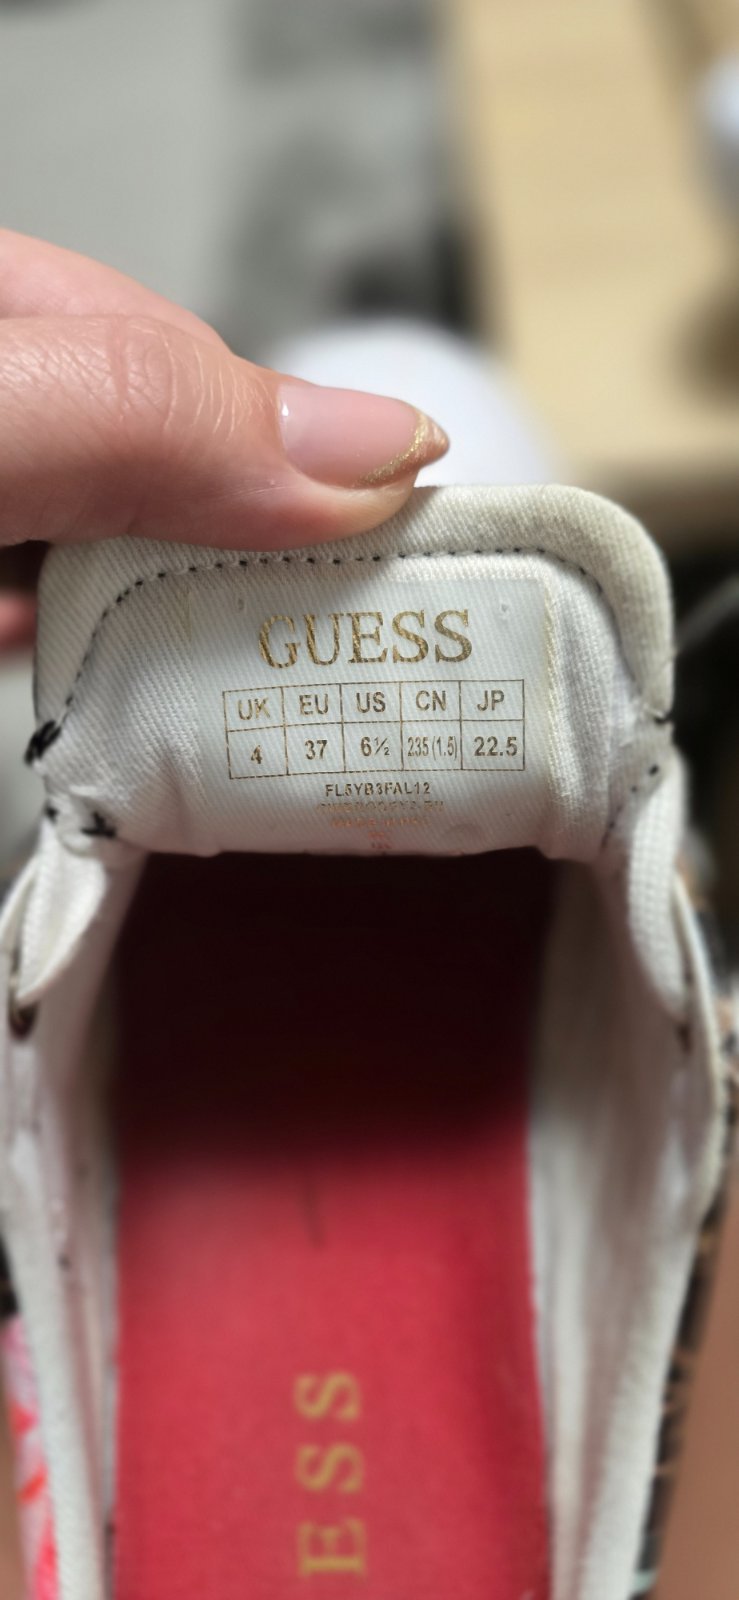 GUESS
UK EU US CN JP
4 37 6½ 235(1.5) 22.5
FL5YB3FAL12
ESS